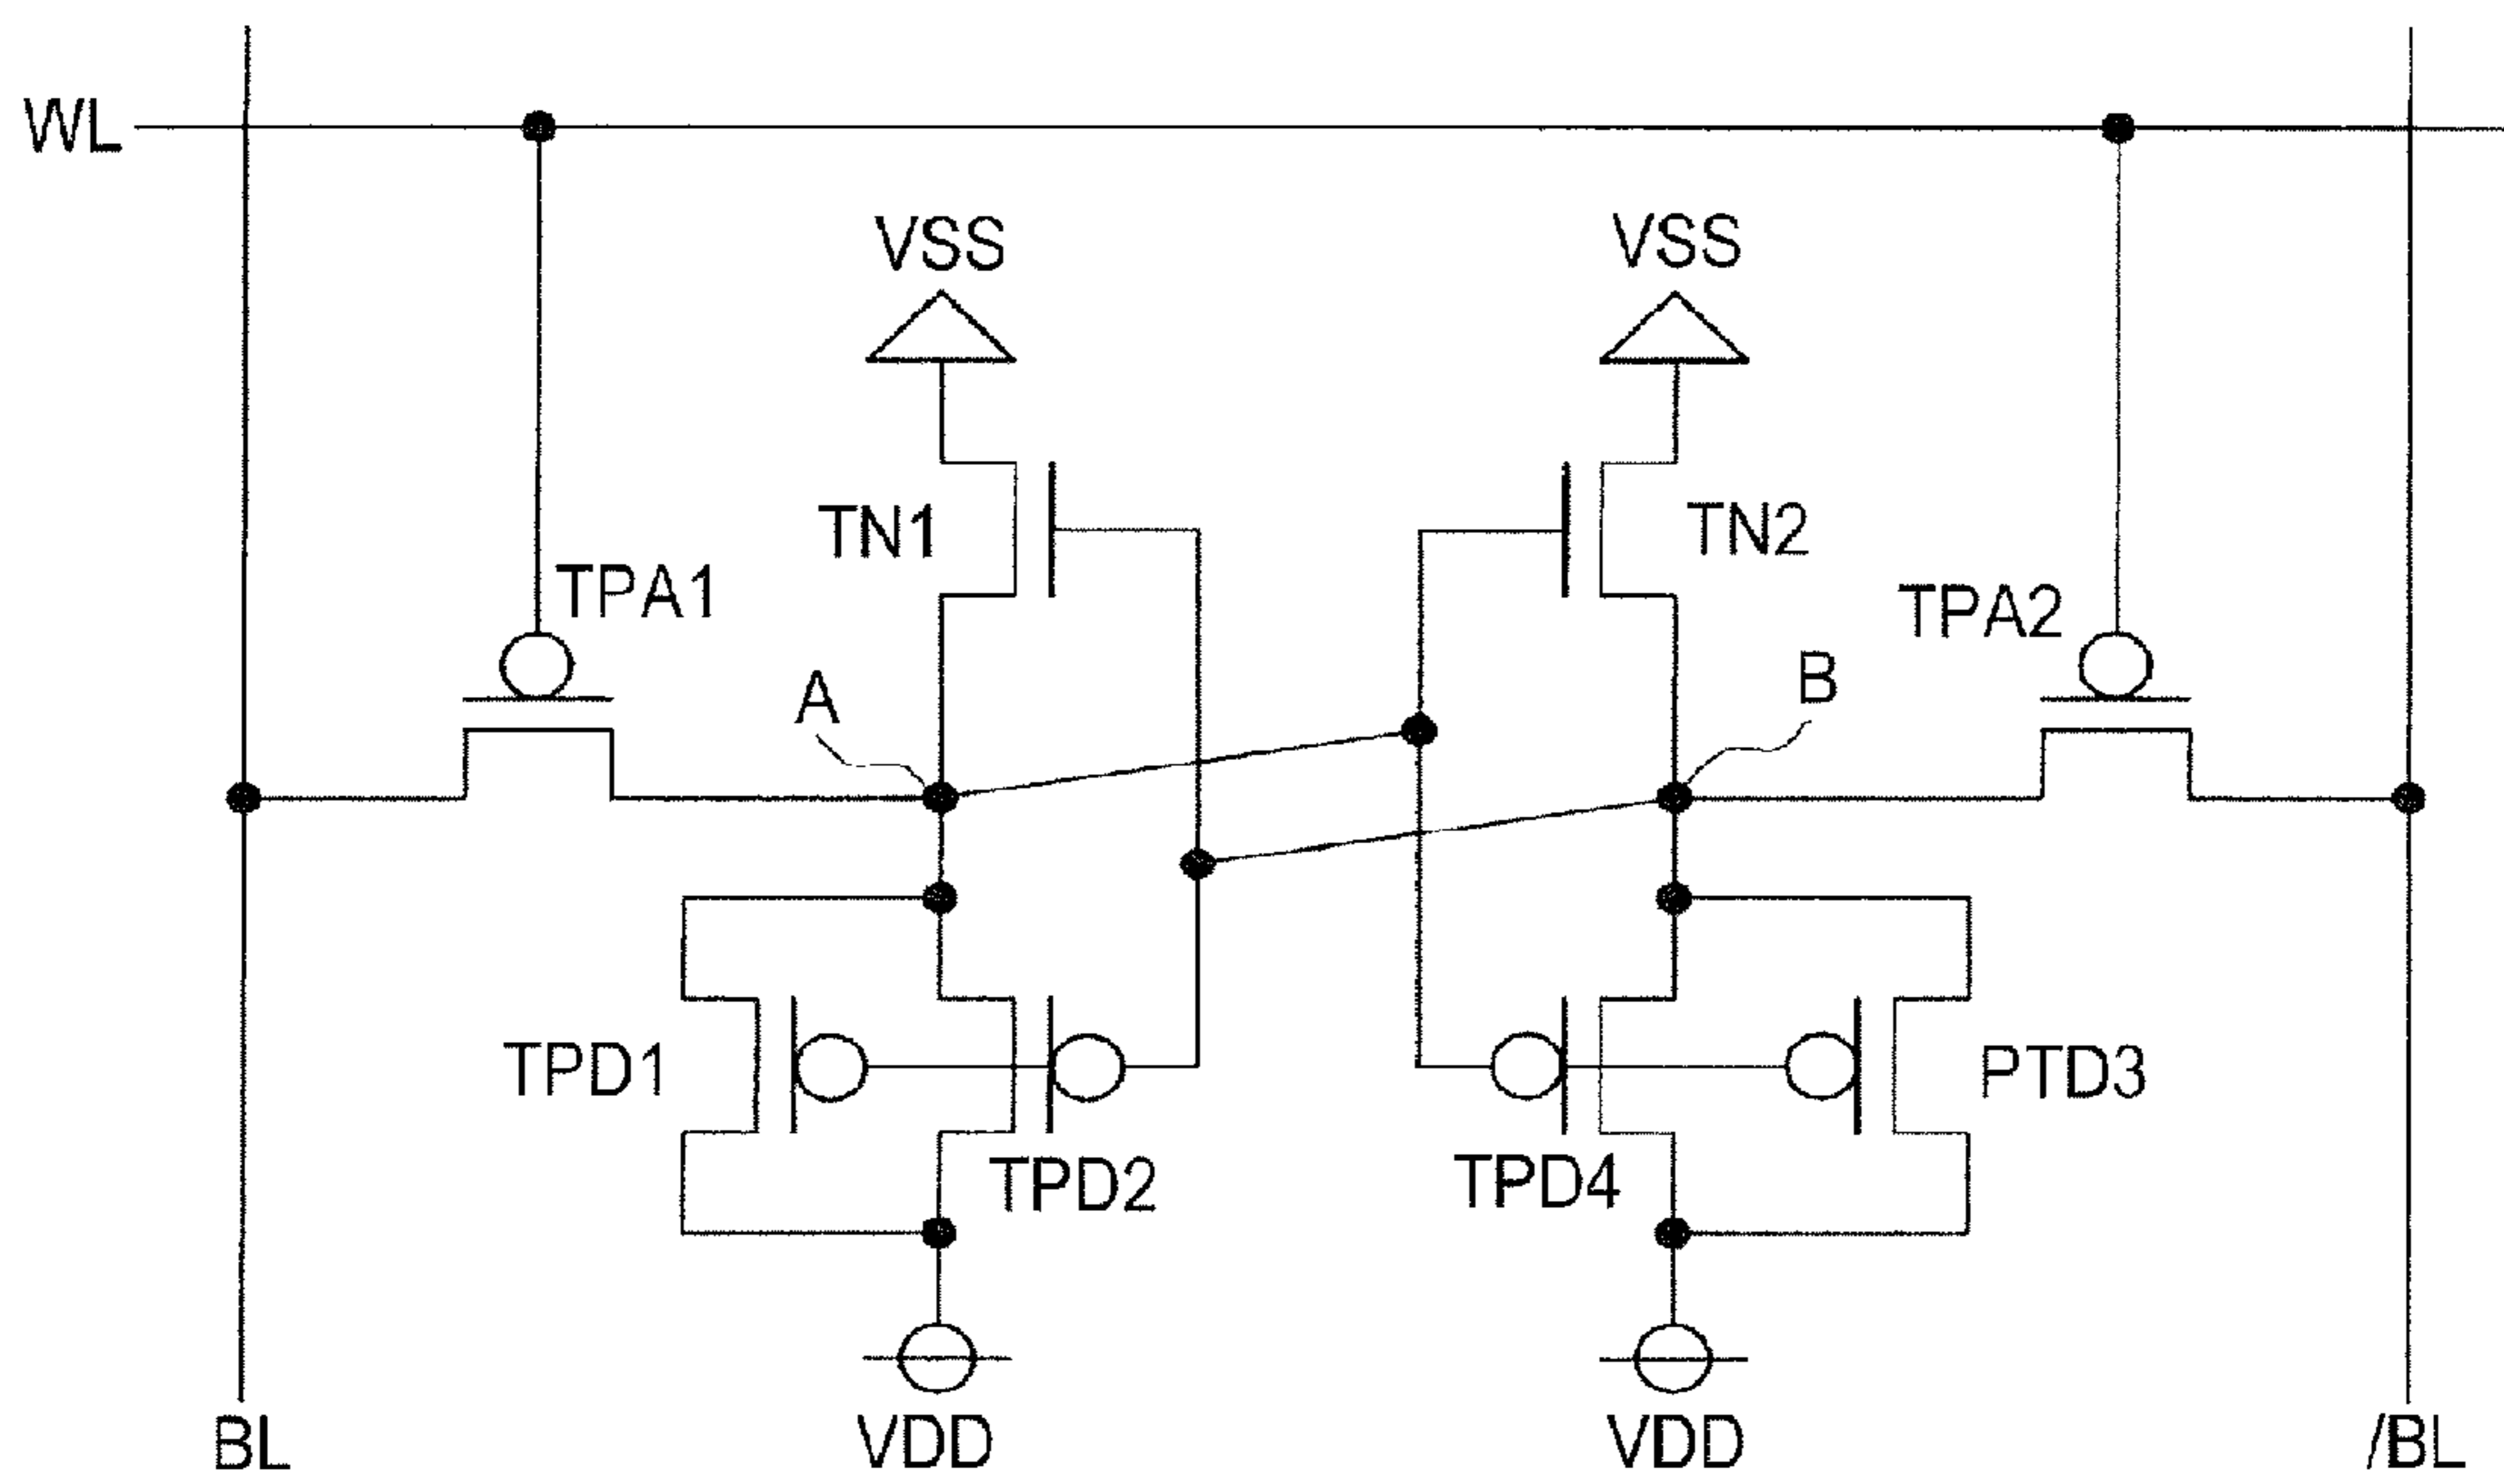 WL
VSS
VSS
TN1
TN2
TPA1
TPA2
A
B
TPD1
PTD3
TPD2
TPD4
BL
VDD
VDD
/BL